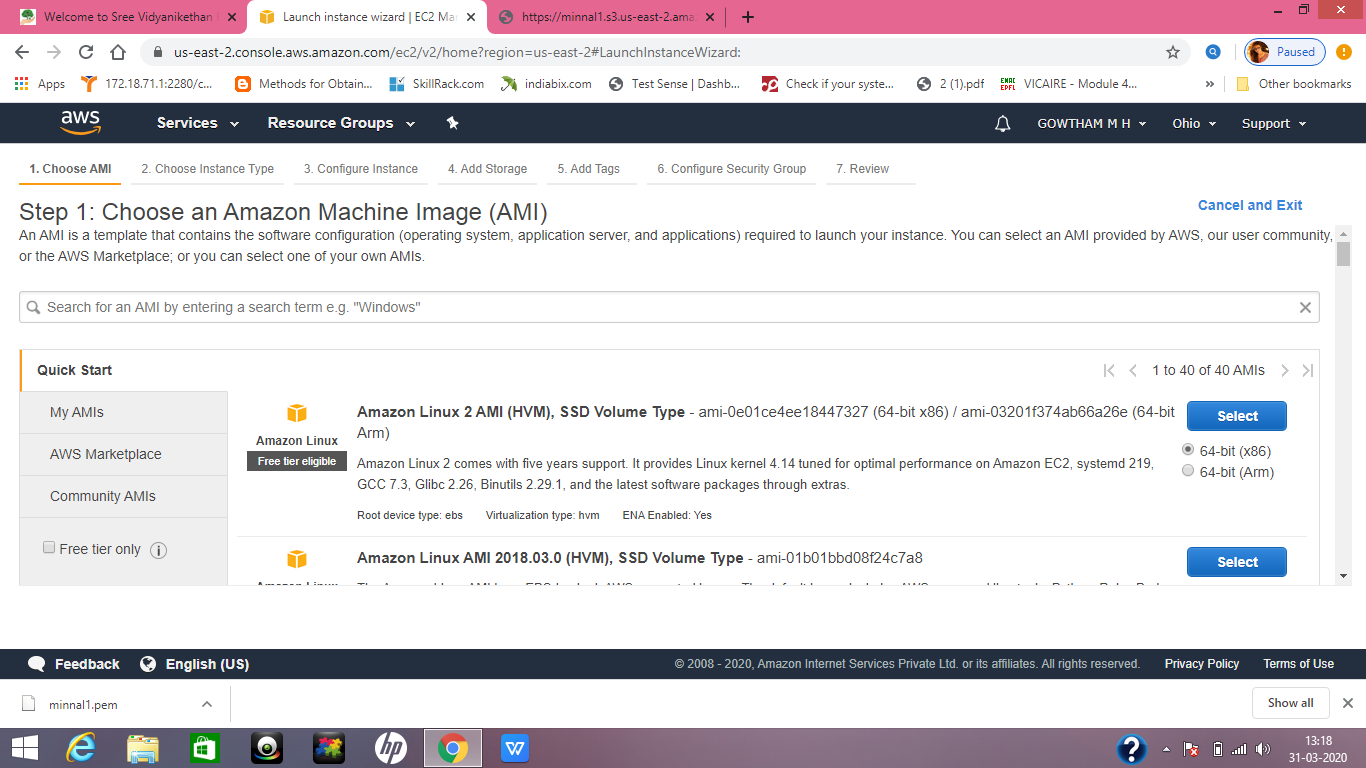 Welcome to Sree Vidyanikethan
Launch instance wizard | EC2 Ma
https://minnal1.s3.us-east-2.ama
us-east-2.console.aws.amazon.com/ec2/v2/home?region=us-east-2#LaunchInstanceWizard:
Paused
Apps
172.18.71.1:2280/c...
Methods for Obtain...
SkillRack.com
indiabix.com
Test Sense | Dashb...
Check if your syste...
2 (1).pdf
VICAIRE - Module 4...
»
Other bookmarks
aws
Services
Resource Groups
GOWTHAM M H
Ohio
Support
1. Choose AMI
2. Choose Instance Type
3. Configure Instance
4. Add Storage
5. Add Tags
6. Configure Security Group
7. Review
Step 1: Choose an Amazon Machine Image (AMI)
Cancel and Exit
An AMI is a template that contains the software configuration (operating system, application server, and applications) required to launch your instance. You can select an AMI provided by AWS, our user community,
or the AWS Marketplace; or you can select one of your own AMIs.
Search for an AMI by entering a search term e.g. "Windows"
Quick Start
1 to 40 of 40 AMIs
My AMIs
AWS Marketplace
Community AMIs
Free tier only
Amazon Linux
Free tier eligible
Amazon Linux 2 AMI (HVM), SSD Volume Type - ami-0e01ce4ee18447327 (64-bit x86) / ami-03201f374ab66a26e (64-bit
Arm)
Amazon Linux 2 comes with five years support. It provides Linux kernel 4.14 tuned for optimal performance on Amazon EC2, systemd 219,
GCC 7.3, Glibc 2.26, Binutils 2.29.1, and the latest software packages through extras.
Root device type: ebs
Virtualization type: hvm
ENA Enabled: Yes
Select
64-bit (x86)
64-bit (Arm)
Amazon Linux AMI 2018.03.0 (HVM), SSD Volume Type - ami-01b01bbd08f24c7a8
Select
Feedback
English (US)
© 2008 - 2020, Amazon Internet Services Private Ltd. or its affiliates. All rights reserved.
Privacy Policy
Terms of Use
minnal1.pem
Show all
hp
W
13:18
31-03-2020